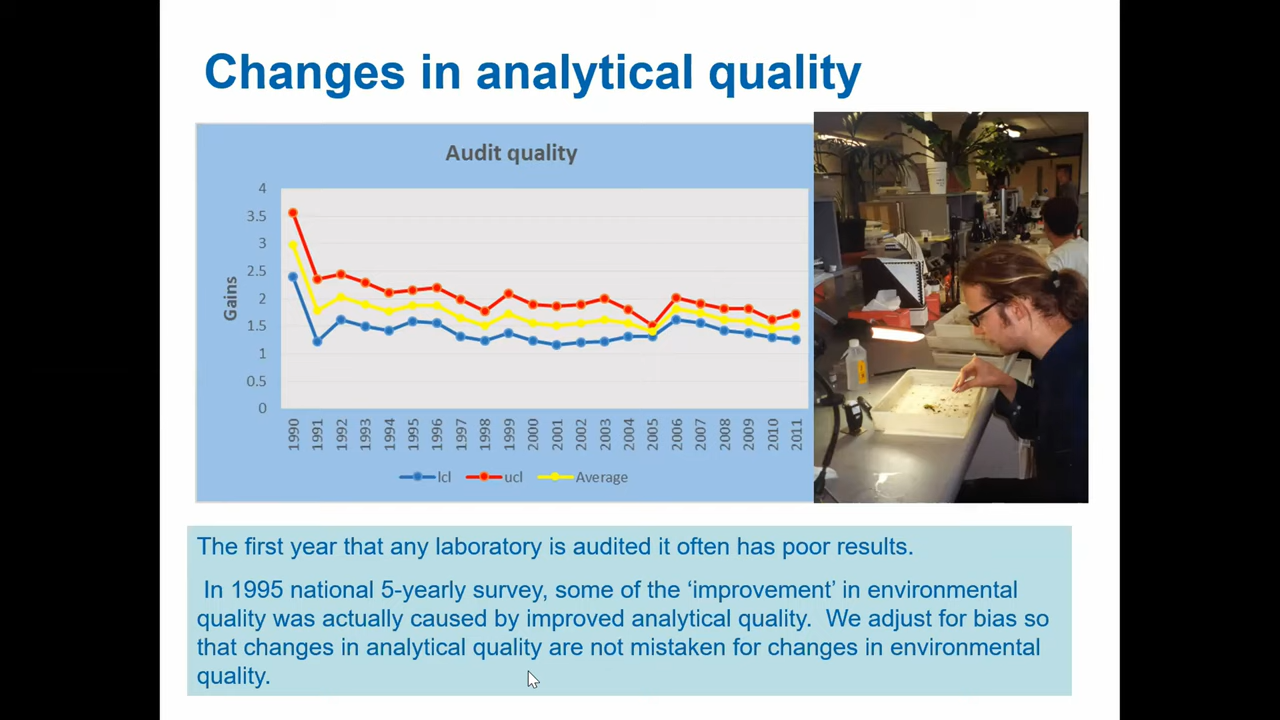 Changes in analytical quality
Audit quality
4
3.5
3
2.5
2
1.5
1
0.5
0
Gains
1990 1991 1992 1993 1994 1995 1996 1997 1998 1999 2000 2001 2002 2003 2004 2005 2006 2007 2008 2009 2010 2011
lcl ucl Average
The first year that any laboratory is audited it often has poor results.
In 1995 national 5-yearly survey, some of the ‘improvement’ in environmental
quality was actually caused by improved analytical quality. We adjust for bias so
that changes in analytical quality are not mistaken for changes in environmental
quality.